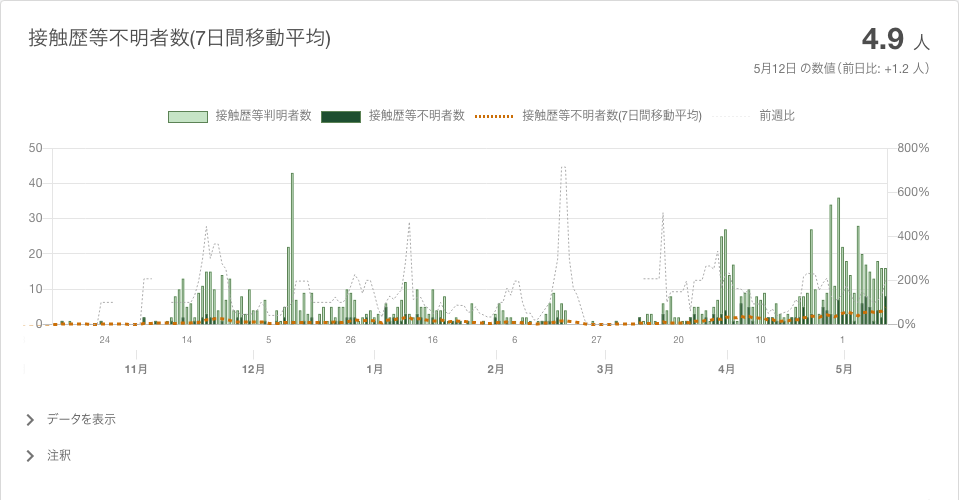 接触歴等不明者数(7日間移動平均)
4.9 人
5月12日 の数値（前日比: +1.2 人）
接触歴等判明者数 接触歴等不明者数 接触歴等不明者数(7日間移動平均) 前週比
50 800%
40 600%
30 400%
20 200%
10
0 0%
24 14 5 26 16 6 27 20 10 1
11月 12月 1月 2月 3月 4月 5月
データを表示
注釈